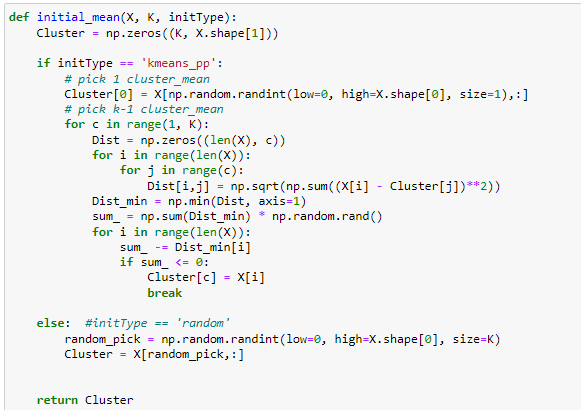 def initial_mean(X, K, initType):
    Cluster = np.zeros((K, X.shape[1]))

    if initType == 'kmeans_pp':
        # pick 1 cluster_mean
        Cluster[0] = X[np.random.randint(low=0, high=X.shape[0], size=1),:]
        # pick k-1 cluster_mean
        for c in range(1, K):
            Dist = np.zeros((len(X), c))
            for i in range(len(X)):
                for j in range(c):
                    Dist[i,j] = np.sqrt(np.sum((X[i] - Cluster[j])**2))
            Dist_min = np.min(Dist, axis=1)
            sum_ = np.sum(Dist_min) * np.random.rand()
            for i in range(len(X)):
                sum_ -= Dist_min[i]
                if sum_ <= 0:
                    Cluster[c] = X[i]
                    break

    else:  #initType == 'random'
        random_pick = np.random.randint(low=0, high=X.shape[0], size=K)
        Cluster = X[random_pick,:]


    return Cluster